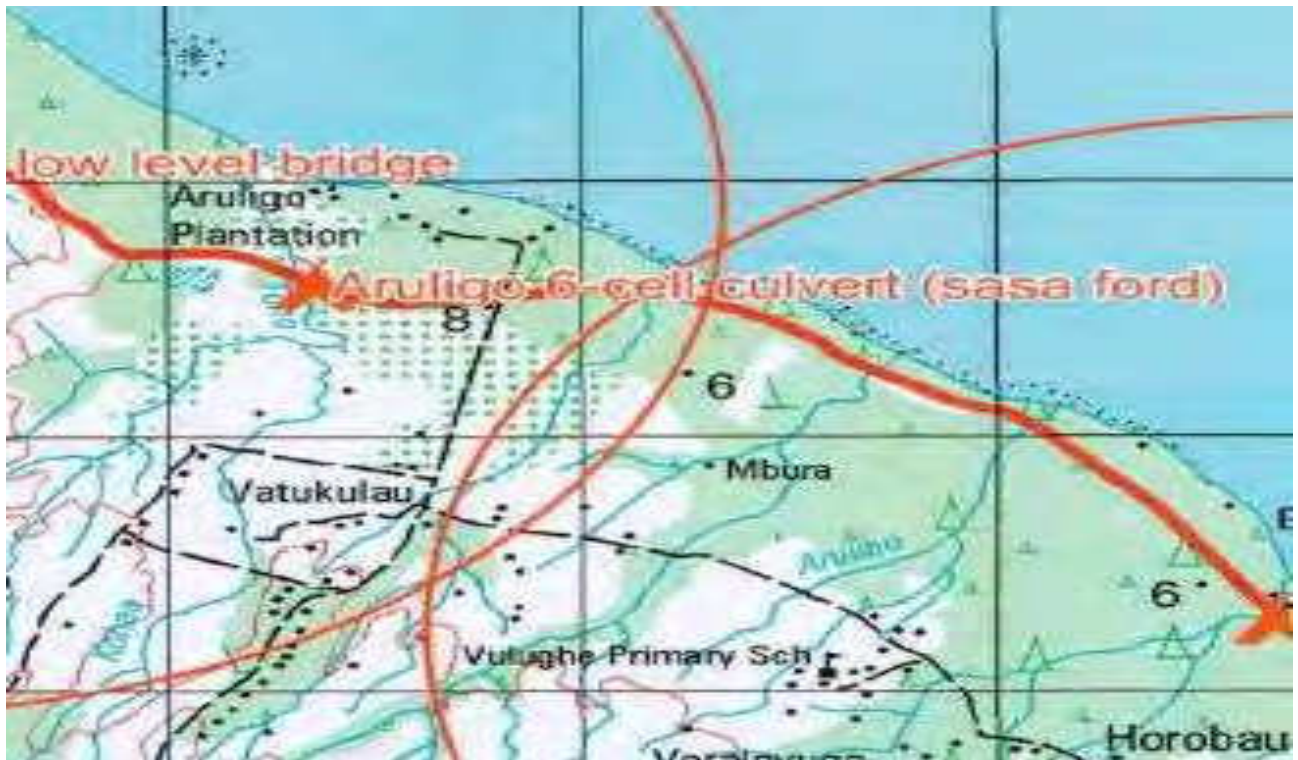 low level bridge
Aruligo
Plantation
Aruligo 6-cell culvert (sasa ford)
8
6
Mbura
Vatukulau
6
Vulughe Primary Sch
Horobau